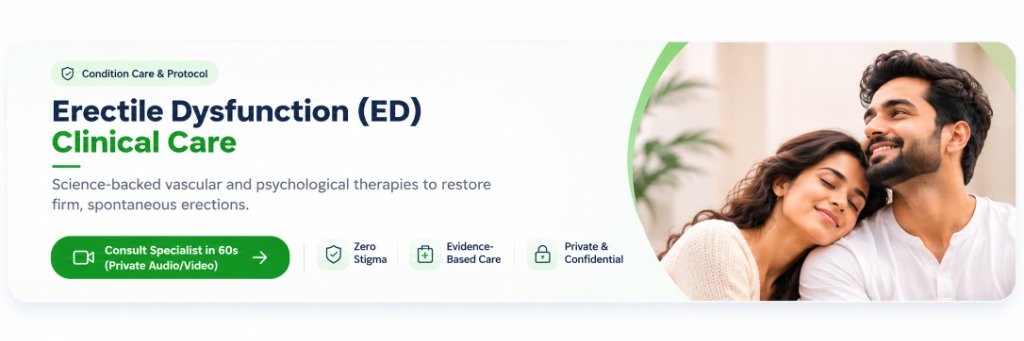 Condition Care & Protocol
Erectile Dysfunction (ED)
Clinical Care
Science-backed vascular and psychological therapies to restore
firm, spontaneous erections.
Consult Specialist in 60s
(Private Audio/Video)
Zero
Stigma
Evidence-
Based Care
Private &
Confidential